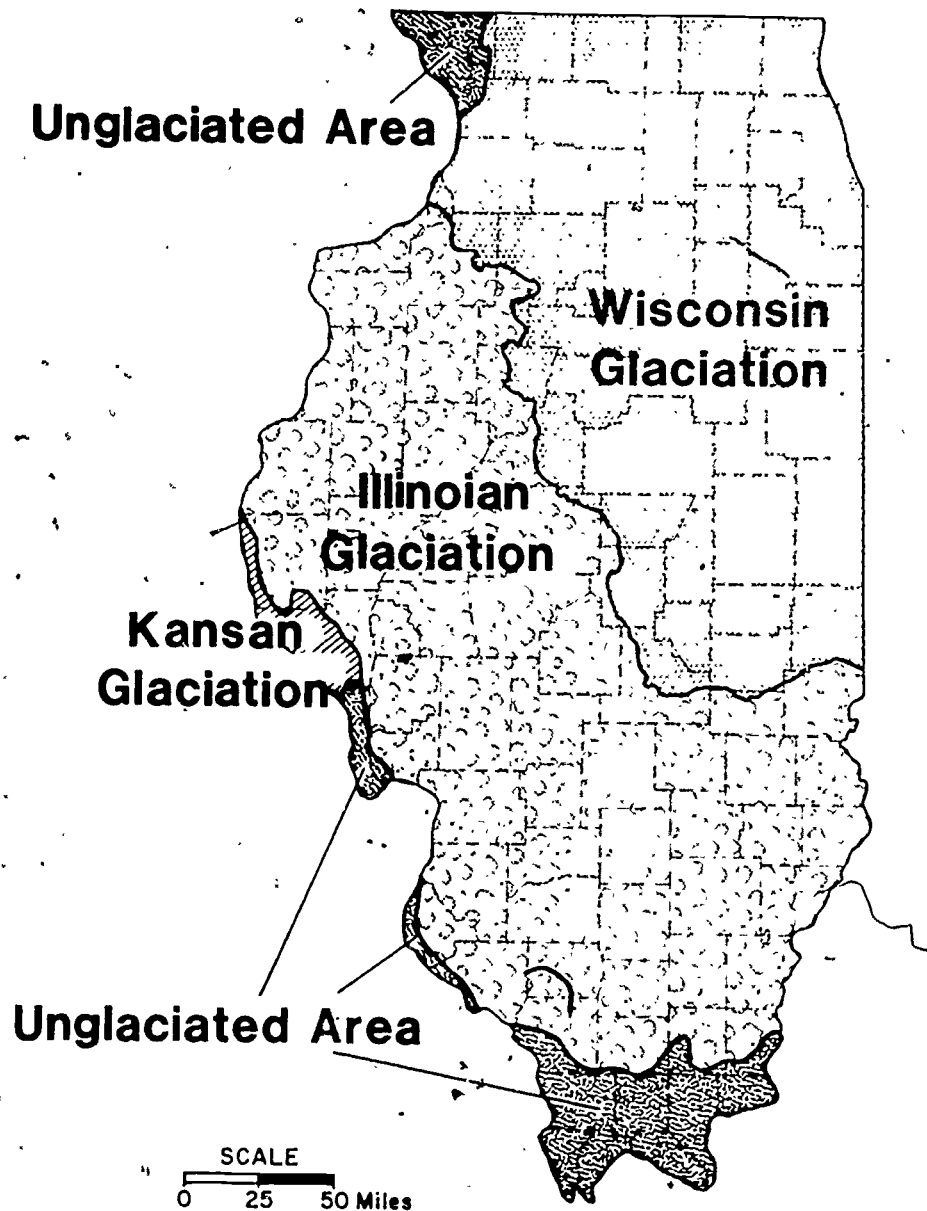 Unglaciated Area
Wisconsin
Glaciation
Illinoian
Glaciation
Kansan
Glaciation
Unglaciated Area
SCALE
0 25 50 Miles